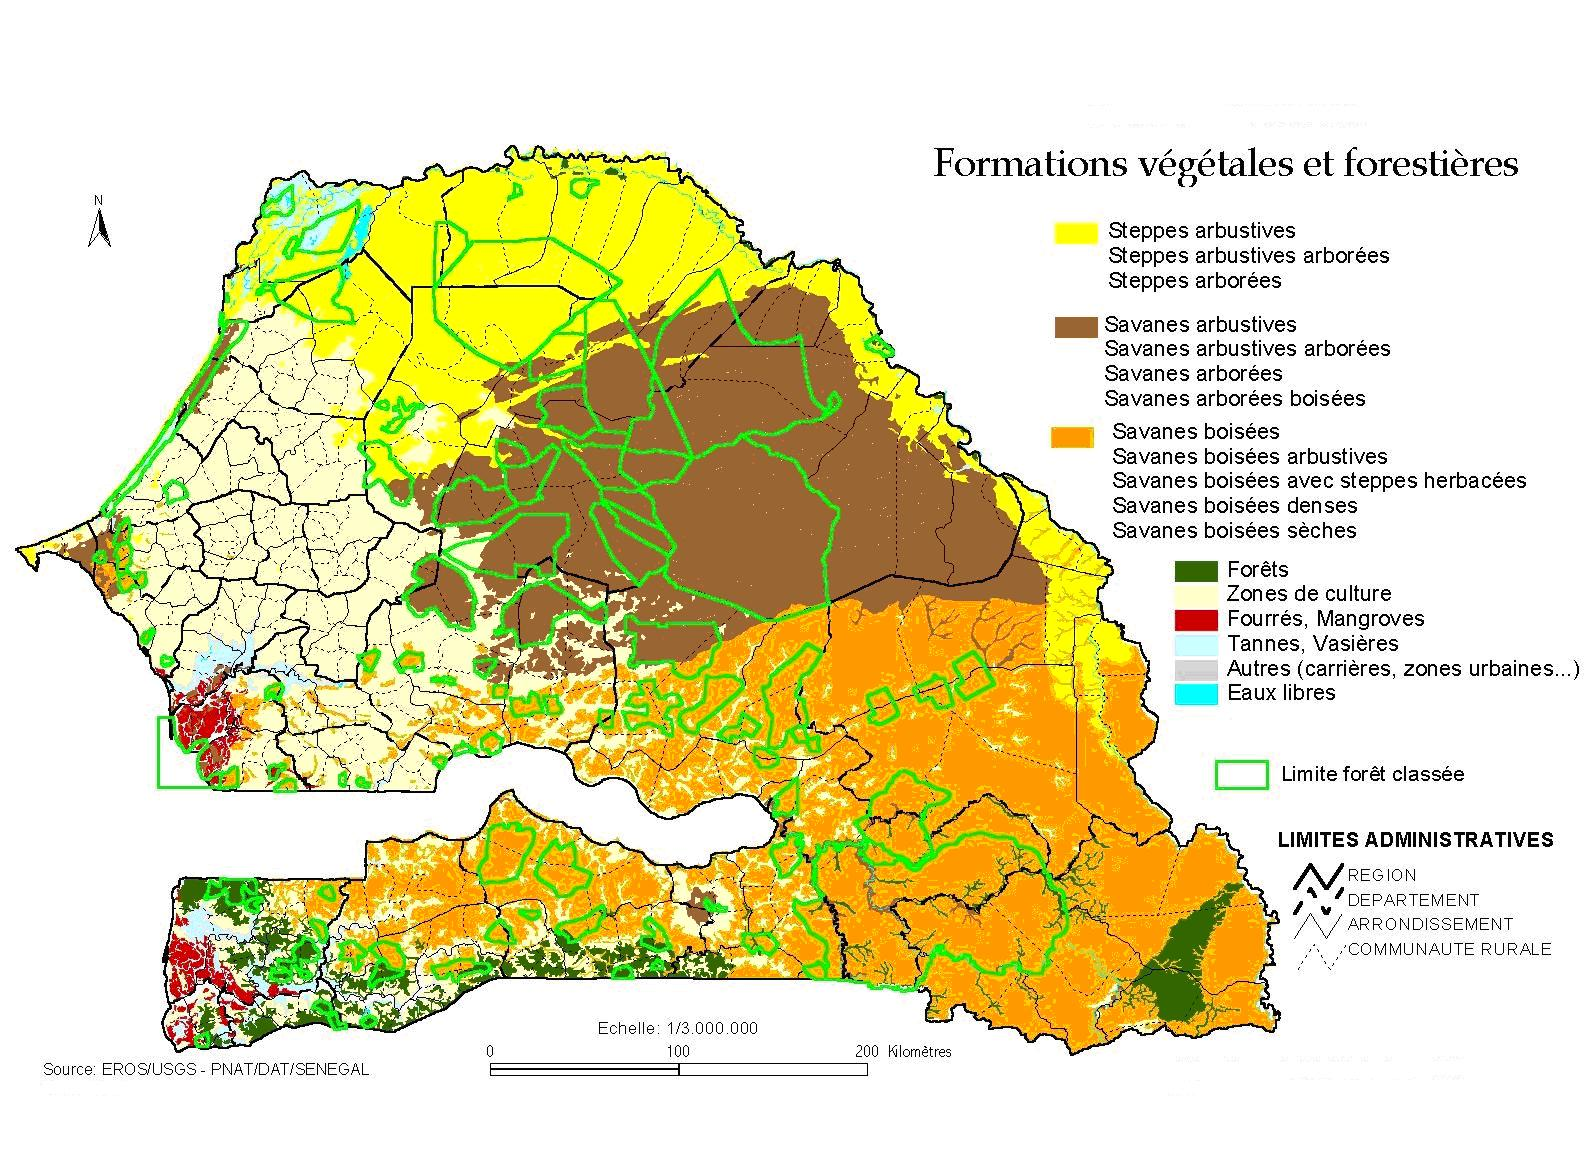 Formations végétales et forestières
N
Steppes arbustives
Steppes arbustives arborées
Steppes arborées
Savanes arbustives
Savanes arbustives arborées
Savanes arborées
Savanes arborées boisées
Savanes boisées
Savanes boisées arbustives
Savanes boisées avec steppes herbacées
Savanes boisées denses
Savanes boisées sèches
Forêts
Zones de culture
Fourrés, Mangroves
Tannes, Vasières
Autres (carrières, zones urbaines...)
Eaux libres
Limite forêt classée
LIMITES ADMINISTRATIVES
REGION
DEPARTEMENT
ARRONDISSEMENT
COMMUNAUTE RURALE
Echelle: 1/3.000.000
0 100 200 Kilomètres
Source: EROS/USGS - PNAT/DAT/SENEGAL